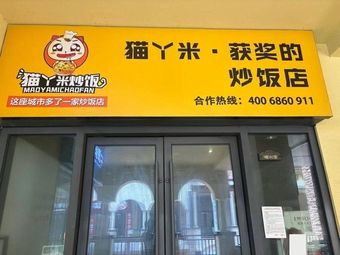 猫丫米炒饭
MAOYAMICHAOFAN
这座城市多了一家炒饭店
猫丫米·获奖的
炒饭店
合作热线：400 6860 911